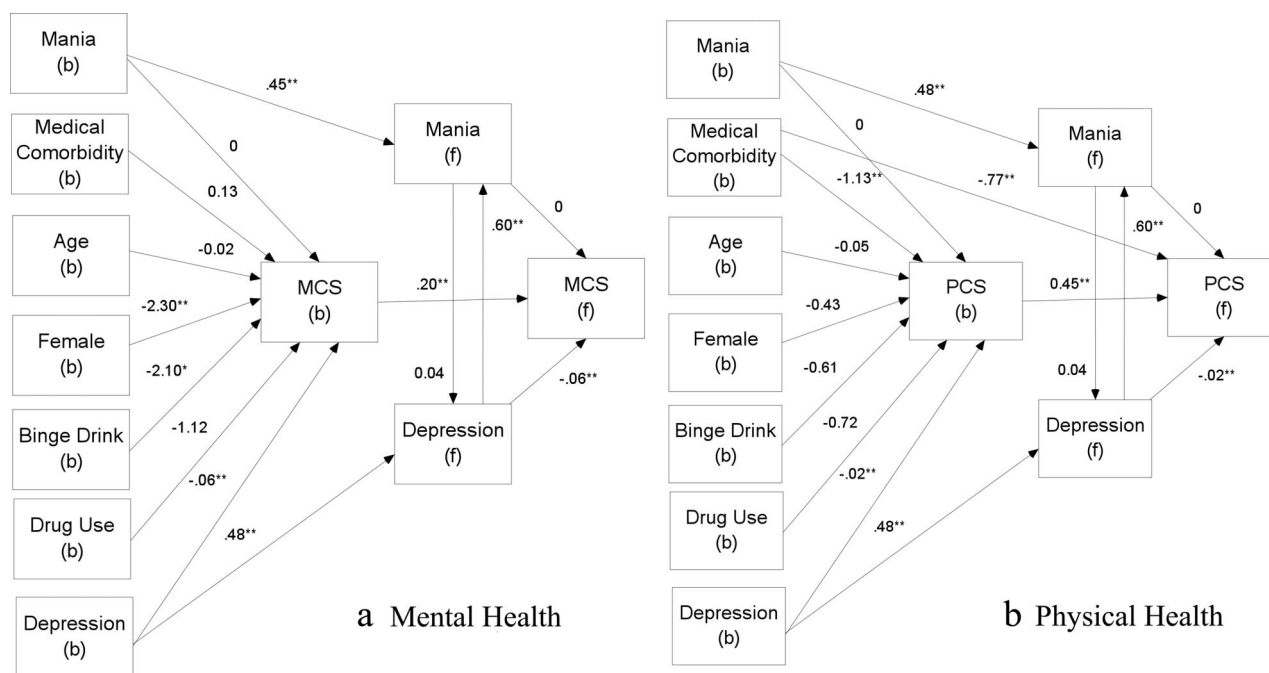 Mania
(b)
.45**
Mania
(f)
Medical
Comorbidity
(b)
0
0.13
0
.60**
Age
(b)
-0.02
MCS
(b)
.20**
MCS
(f)
-2.30**
Female
(b)
-2.10*
0.04
-.06**
Binge Drink
(b)
-1.12
Depression
(f)
-.06**
Drug Use
(b)
.48**
Depression
(b)
a Mental Health
Mania
(b)
.48**
Mania
(f)
Medical
Comorbidity
(b)
0
-1.13**
-.77**
0
.60**
Age
(b)
-0.05
PCS
(b)
0.45**
PCS
(f)
-0.43
Female
(b)
-0.61
0.04
-.02**
Binge Drink
(b)
-0.72
Depression
(f)
-.02**
Drug Use
(b)
.48**
Depression
(b)
b Physical Health